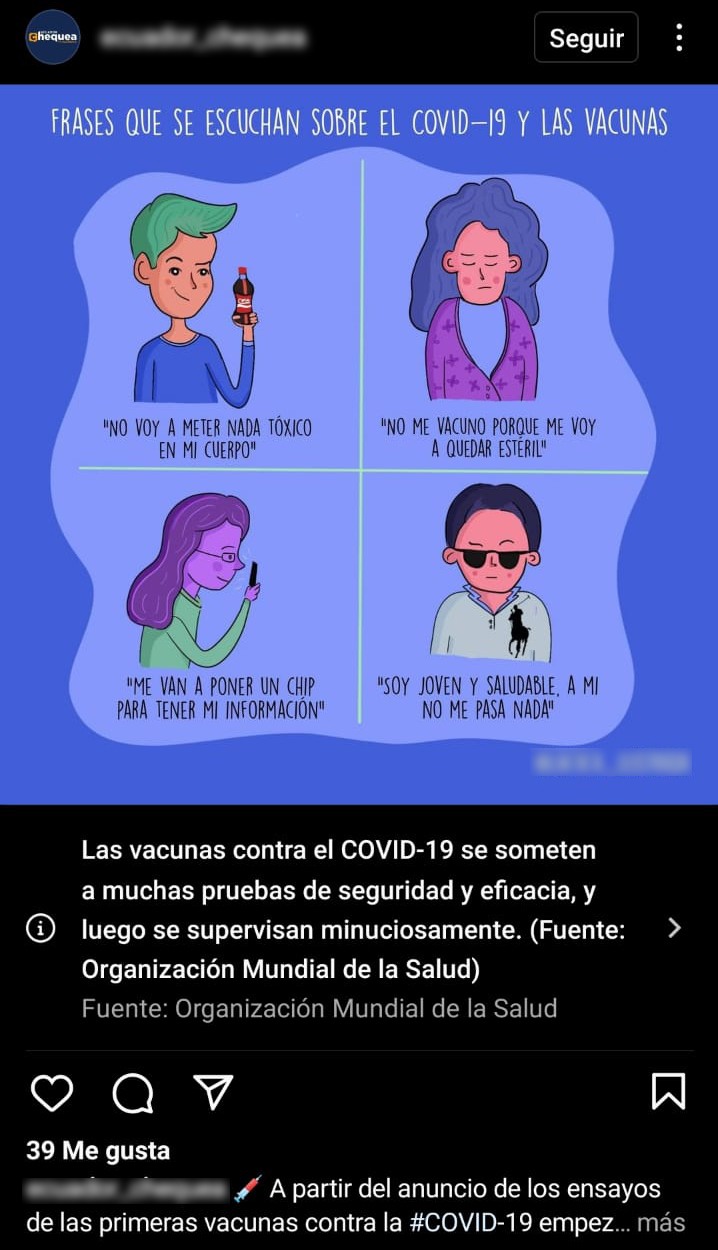 Chequea
Seguir
FRASES QUE SE ESCUCHAN SOBRE EL COVID-19 Y LAS VACUNAS
"NO VOY A METER NADA TÓXICO
EN MI CUERPO"
"NO ME VACUNO PORQUE ME VOY
A QUEDAR ESTÉRIL"
"ME VAN A PONER UN CHIP
PARA TENER MI INFORMACIÓN"
"SOY JOVEN Y SALUDABLE, A MI
NO ME PASA NADA"
Las vacunas contra el COVID-19 se someten
a muchas pruebas de seguridad y eficacia, y
luego se supervisan minuciosamente. (Fuente:
Organización Mundial de la Salud)
Fuente: Organización Mundial de la Salud
39 Me gusta
A partir del anuncio de los ensayos
de las primeras vacunas contra la #COVID-19 empez... más